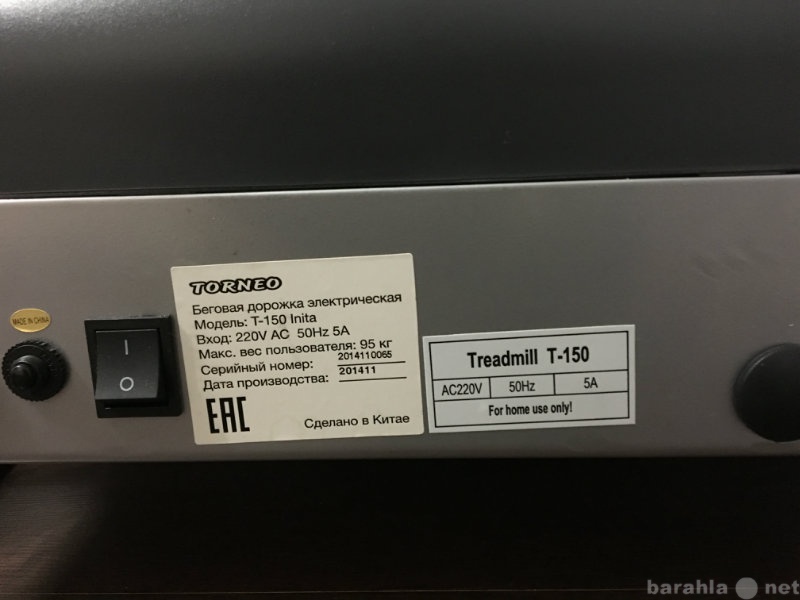 MADE IN CHINA
TORNEO
Беговая дорожка электрическая
Модель: T-150 Inita
Вход: 220V AC 50Hz 5A
Макс. вес пользователя: 95 кг
Серийный номер: 2014110065
Дата производства: 201411
EAC
Сделано в Китае
Treadmill T-150
AC220V 50Hz 5A
For home use only!
barahla net